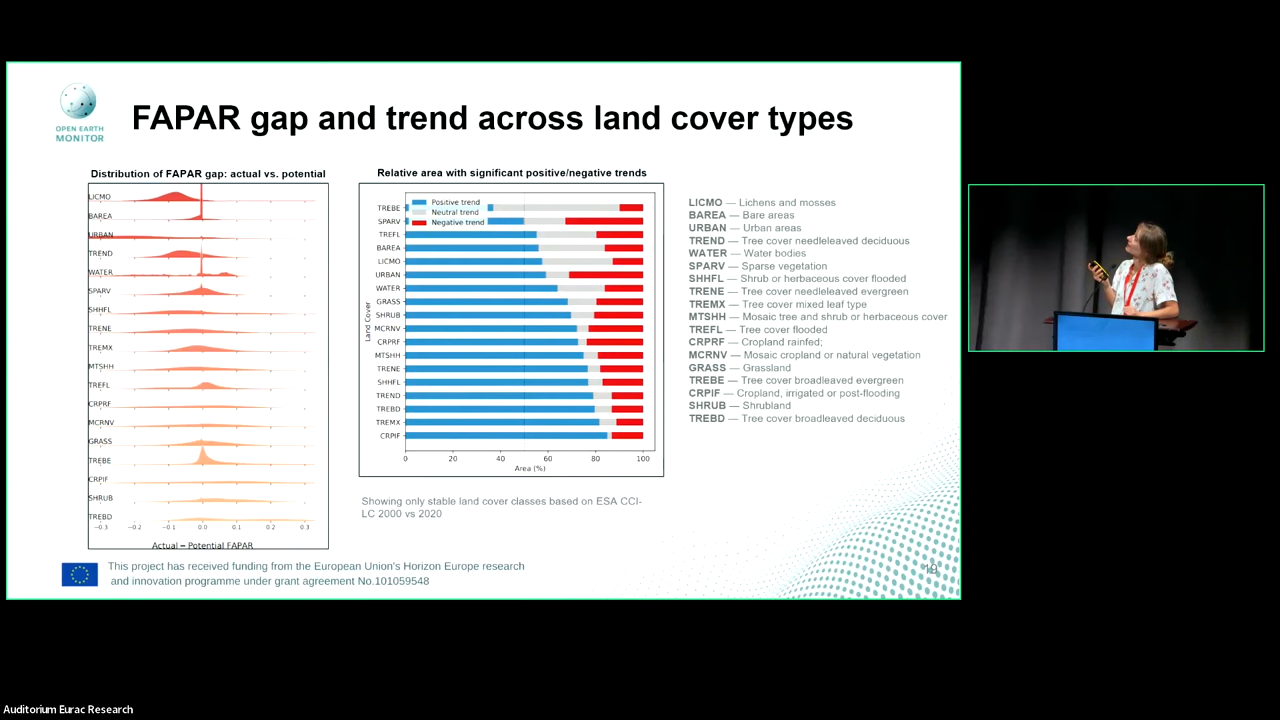 OPEN EARTH
MONITOR
FAPAR gap and trend across land cover types
Distribution of FAPAR gap: actual vs. potential
LICMO
BAREA
URBAN
TREND
WATER
SPARV
SHHFL
TRENE
TREMX
MTSHH
TREFL
CRPRF
MCRNV
GRASS
TREBE
CRPIF
SHRUB
TREBD
−0.3 −0.2 −0.1 0.0 0.1 0.2 0.3
Actual − Potential FAPAR
Relative area with significant positive/negative trends
Positive trend
Neutral trend
Negative trend
Land Cover
TREBE
SPARV
TREFL
BAREA
LICMO
URBAN
WATER
GRASS
SHRUB
MCRNV
CRPRF
MTSHH
TRENE
SHHFL
TREND
TREBD
TREMX
CRPIF
0 20 40 60 80 100
Area (%)
Showing only stable land cover classes based on ESA CCI-
LC 2000 vs 2020
LICMO — Lichens and mosses
BAREA — Bare areas
URBAN — Urban areas
TREND — Tree cover needleleaved deciduous
WATER — Water bodies
SPARV — Sparse vegetation
SHHFL — Shrub or herbaceous cover flooded
TRENE — Tree cover needleleaved evergreen
TREMX — Tree cover mixed leaf type
MTSHH — Mosaic tree and shrub or herbaceous cover
TREFL — Tree cover flooded
CRPRF — Cropland rainfed;
MCRNV — Mosaic cropland or natural vegetation
GRASS — Grassland
TREBE — Tree cover broadleaved evergreen
CRPIF — Cropland, irrigated or post-flooding
SHRUB — Shrubland
TREBD — Tree cover broadleaved deciduous
This project has received funding from the European Union's Horizon Europe research
and innovation programme under grant agreement No.101059548
19
Auditorium Eurac Research